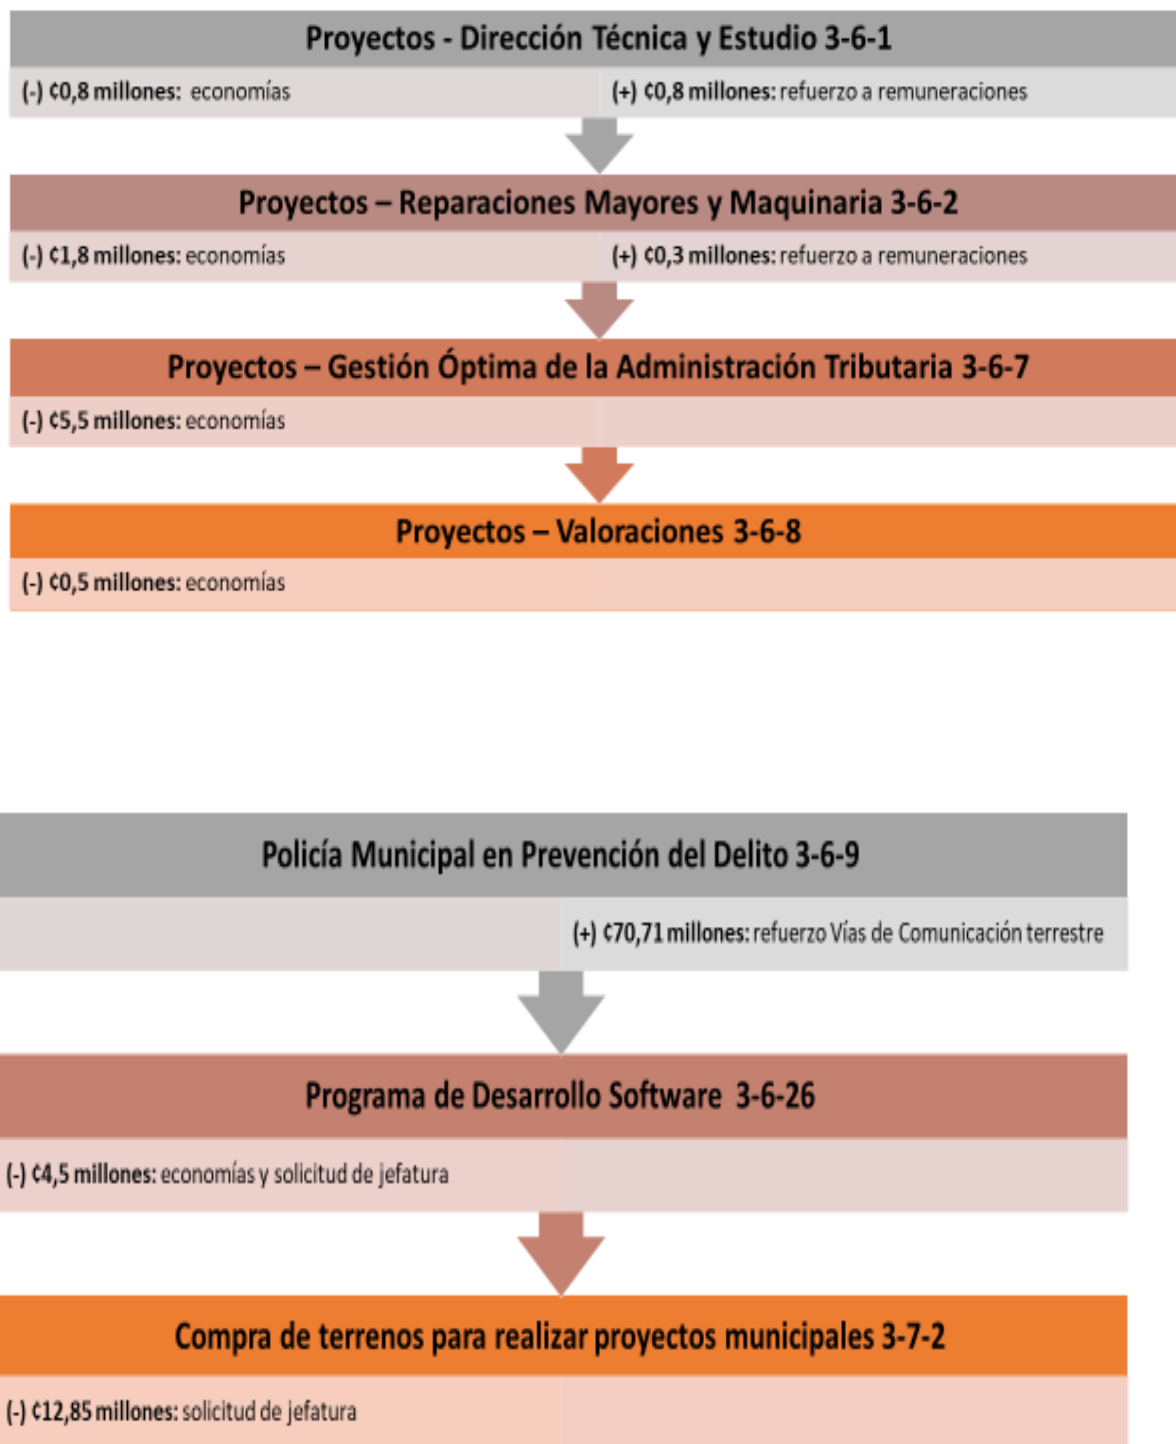 Proyectos - Dirección Técnica y Estudio 3-6-1
(-) ¢0,8 millones: economías
(+) ¢0,8 millones: refuerzo a remuneraciones
Proyectos – Reparaciones Mayores y Maquinaria 3-6-2
(-) ¢1,8 millones: economías
(+) ¢0,3 millones: refuerzo a remuneraciones
Proyectos – Gestión Óptima de la Administración Tributaria 3-6-7
(-) ¢5,5 millones: economías
Proyectos – Valoraciones 3-6-8
(-) ¢0,5 millones: economías
Policía Municipal en Prevención del Delito 3-6-9
(+) ¢70,71 millones: refuerzo Vías de Comunicación terrestre
Programa de Desarrollo Software 3-6-26
(-) ¢4,5 millones: economías y solicitud de jefatura
Compra de terrenos para realizar proyectos municipales 3-7-2
(-) ¢12,85 millones: solicitud de jefatura